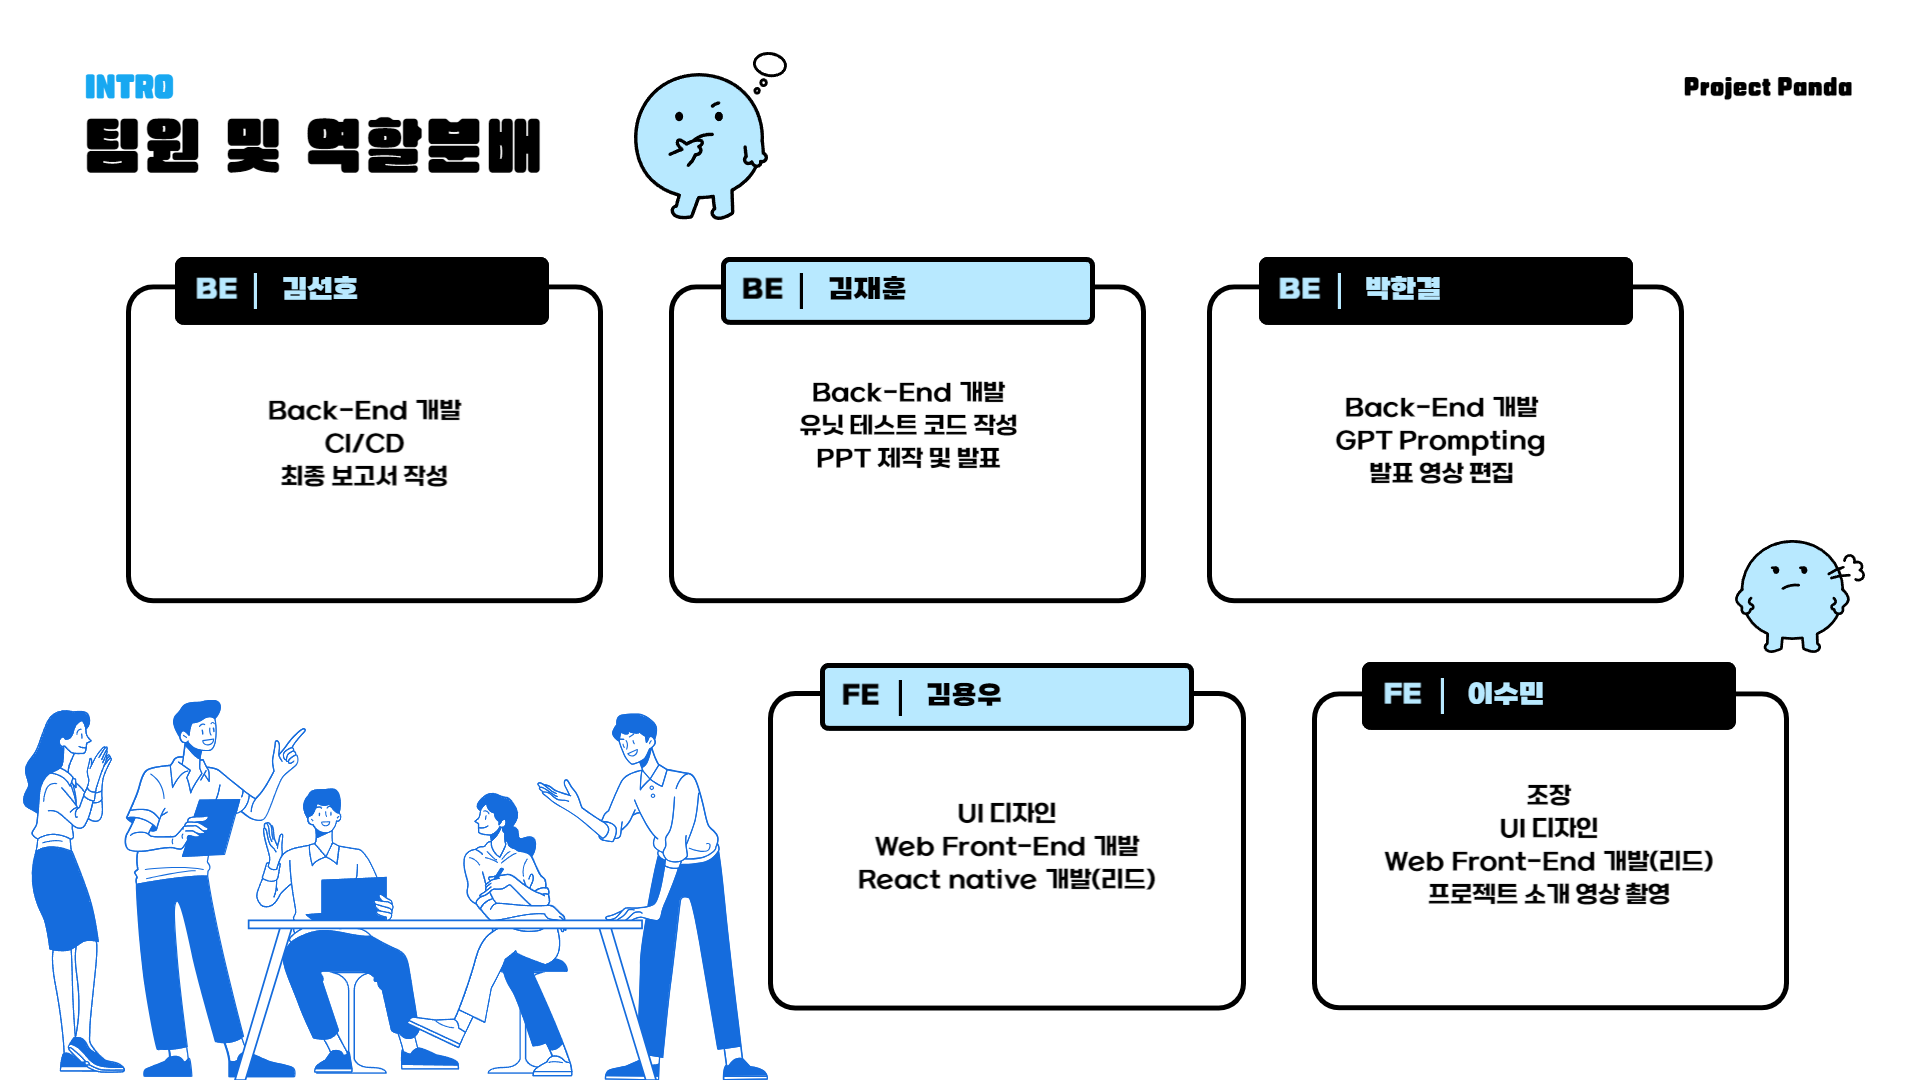 INTRO
팀원 및 역할분배
Project Panda
BE | 김선호
Back-End 개발
CI/CD
최종 보고서 작성
BE | 김재훈
Back-End 개발
유닛 테스트 코드 작성
PPT 제작 및 발표
BE | 박한결
Back-End 개발
GPT Prompting
발표 영상 편집
FE | 김용우
UI 디자인
Web Front-End 개발
React native 개발(리드)
FE | 이수민
조장
UI 디자인
Web Front-End 개발(리드)
프로젝트 소개 영상 촬영